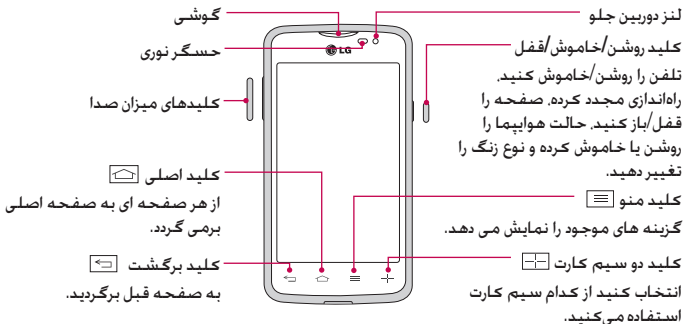 لنز دوربین جلو
کلید روشن/خاموش/قفل
تلفن را روشن/خاموش کنید,
راه‌اندازی مجدد کرده, صفحه را
قفل/باز کنید, حالت هواپیما را
روشن یا خاموش کرده و نوع زنگ را
تغییر دهید.
کلید منو
گزینه های موجود را نمایش می دهد.
کلید دو سیم کارت
انتخاب کنید از کدام سیم کارت
استفاده می‌کنید.
گوشی
حسگر نوری
کلیدهای میزان صدا
کلید اصلی
از هر صفحه ای به صفحه اصلی
برمی گردد.
کلید برگشت
به صفحه قبل برگردید.
LG